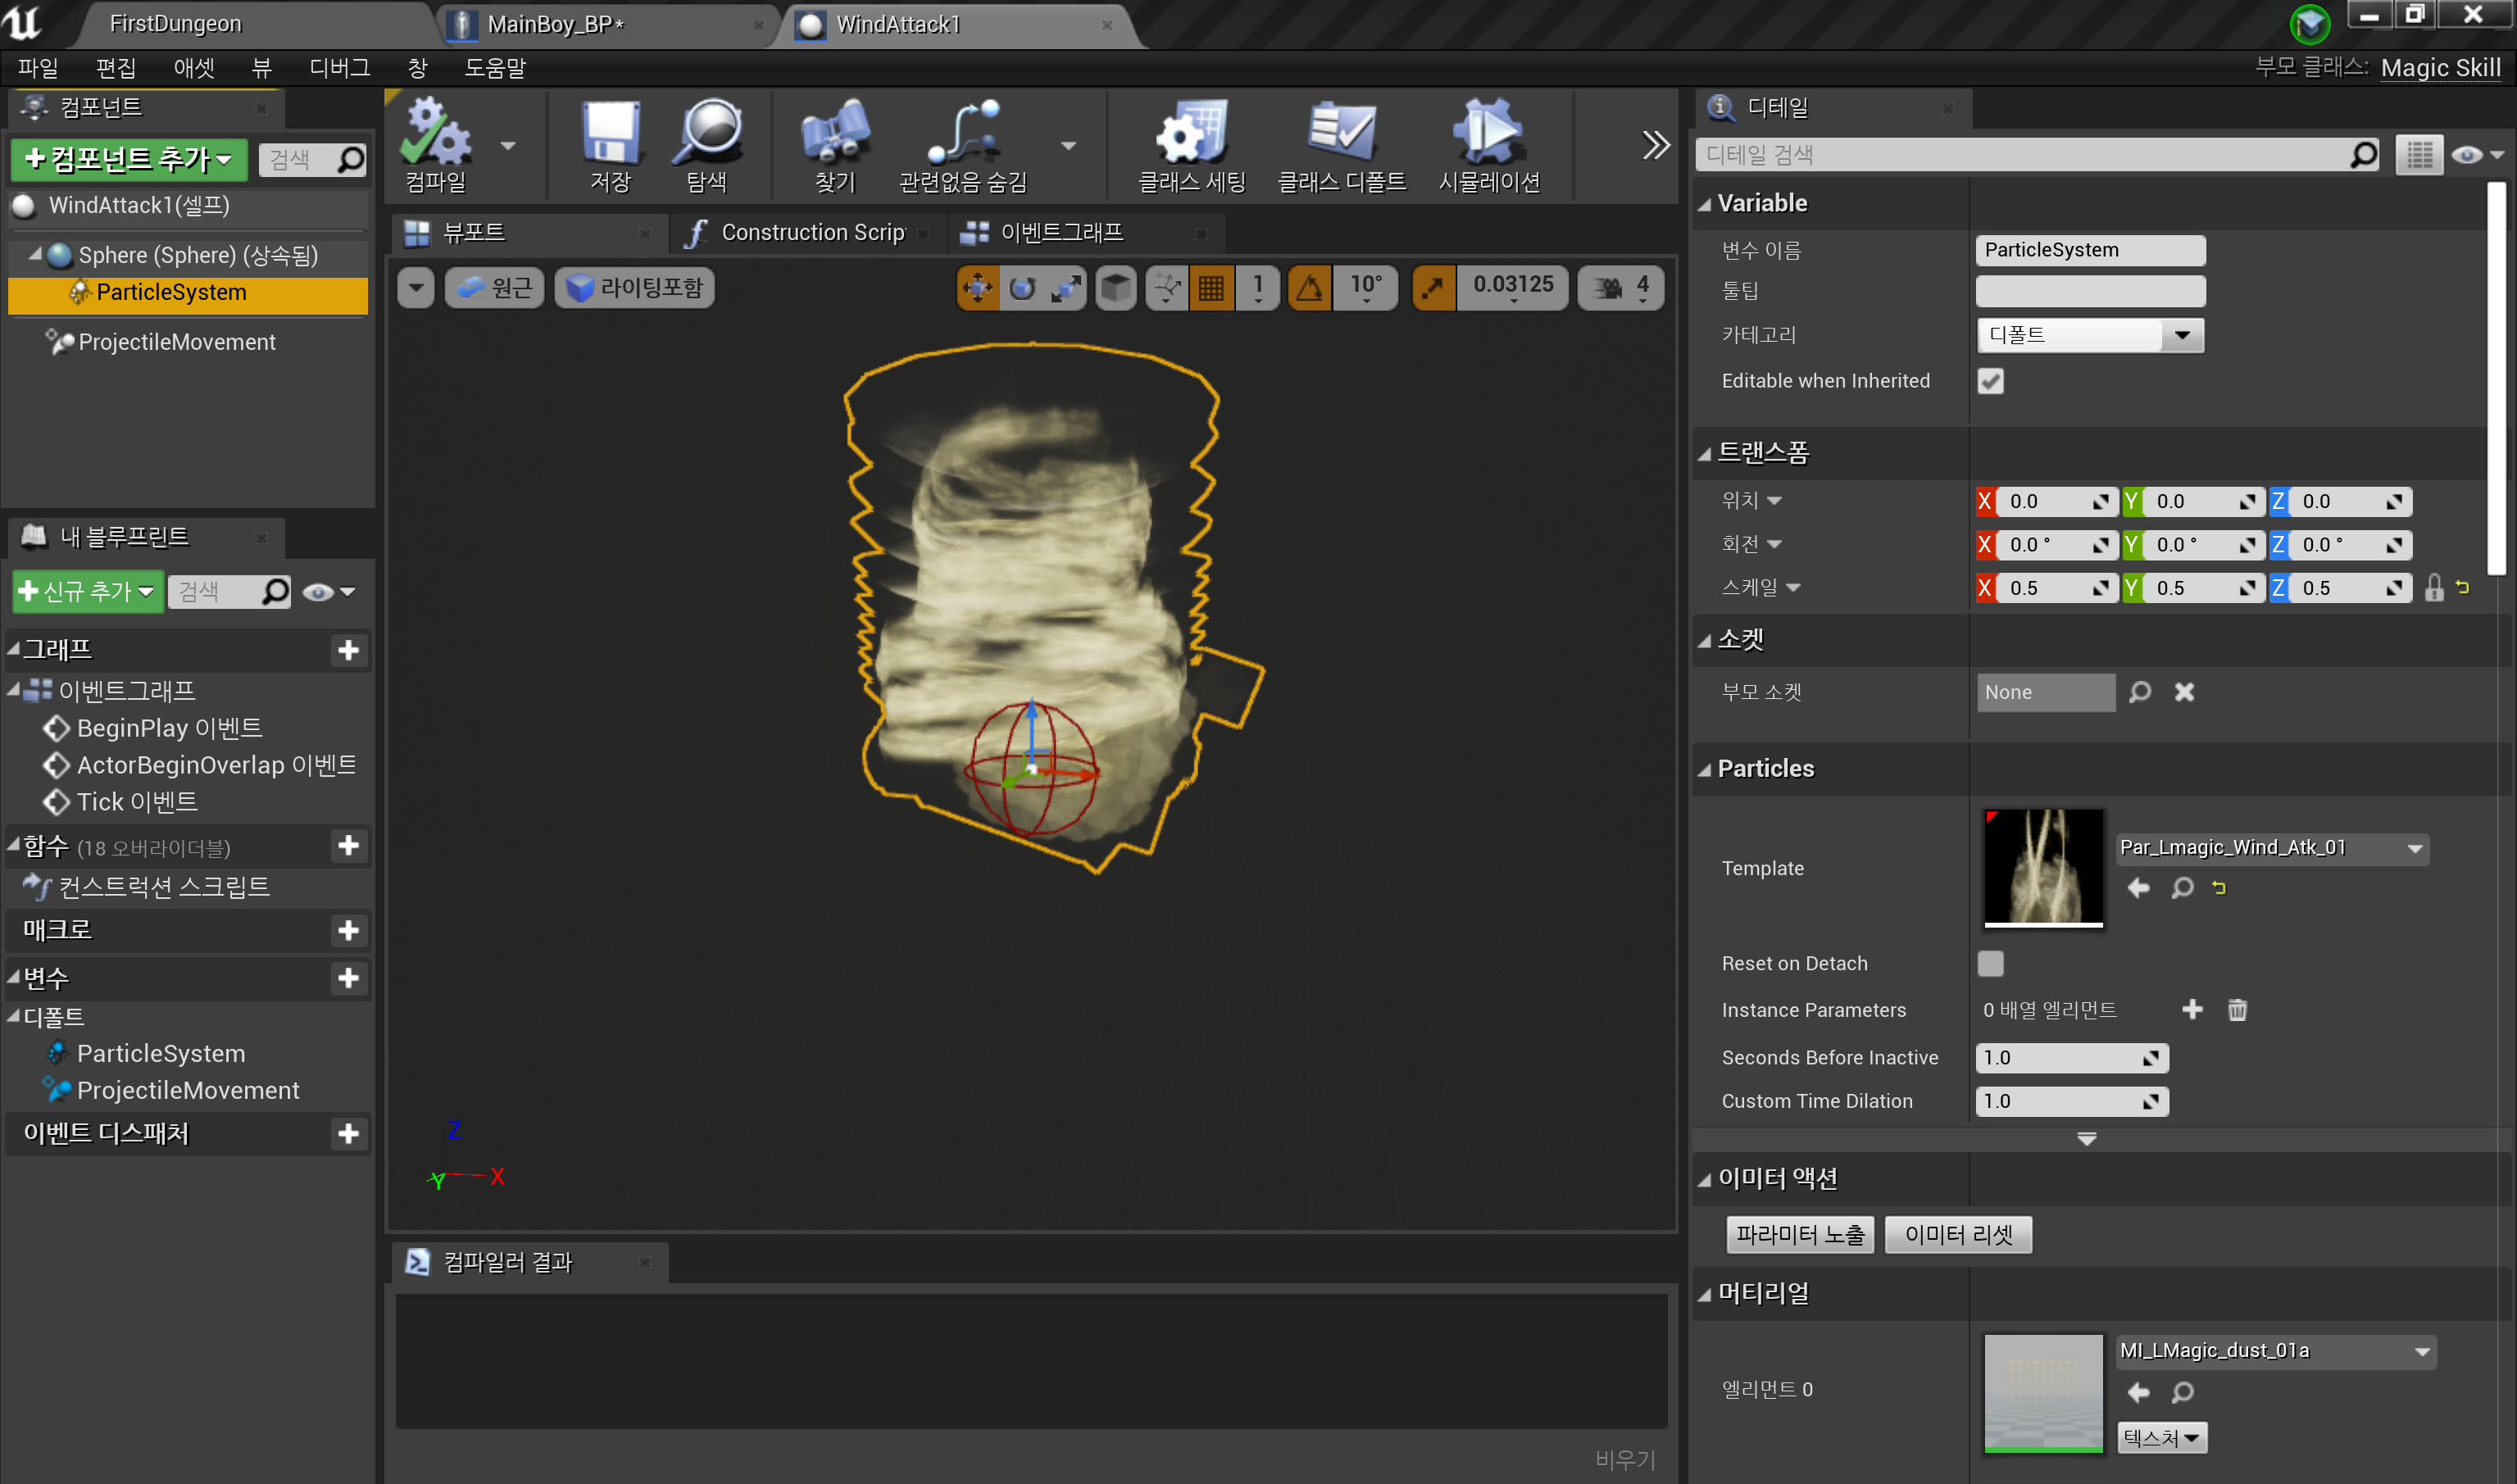 FirstDungeon
MainBoy_BP*
WindAttack1
파일 편집 애셋 뷰 디버그 창 도움말
부모 클래스: Magic Skill
컴포넌트
컴포넌트 추가
검색
WindAttack1(셀프)
Sphere (Sphere) (상속됨)
ParticleSystem
ProjectileMovement
내 블루프린트
신규 추가
검색
그래프
이벤트그래프
BeginPlay 이벤트
ActorBeginOverlap 이벤트
Tick 이벤트
함수 (18 오버라이더블)
컨스트럭션 스크립트
매크로
변수
디폴트
ParticleSystem
ProjectileMovement
이벤트 디스패처
컴파일 저장 탐색 찾기 관련없음 숨김 클래스 세팅 클래스 디폴트 시뮬레이션
뷰포트
Construction Scrip
이벤트그래프
원근 라이팅포함 1 10° 0.03125 4
Z
X
Y
컴파일러 결과
비우기
디테일
디테일 검색
Variable
변수 이름 ParticleSystem
툴팁
카테고리 디폴트
Editable when Inherited
트랜스폼
위치 X 0.0 Y 0.0 Z 0.0
회전 X 0.0 ° Y 0.0 ° Z 0.0 °
스케일 X 0.5 Y 0.5 Z 0.5
소켓
부모 소켓 None
Particles
Template Par_Lmagic_Wind_Atk_01
Reset on Detach
Instance Parameters 0 배열 엘리먼트
Seconds Before Inactive 1.0
Custom Time Dilation 1.0
이미터 액션
파라미터 노출 이미터 리셋
머티리얼
엘리먼트 0 MI_LMagic_dust_01a
텍스처